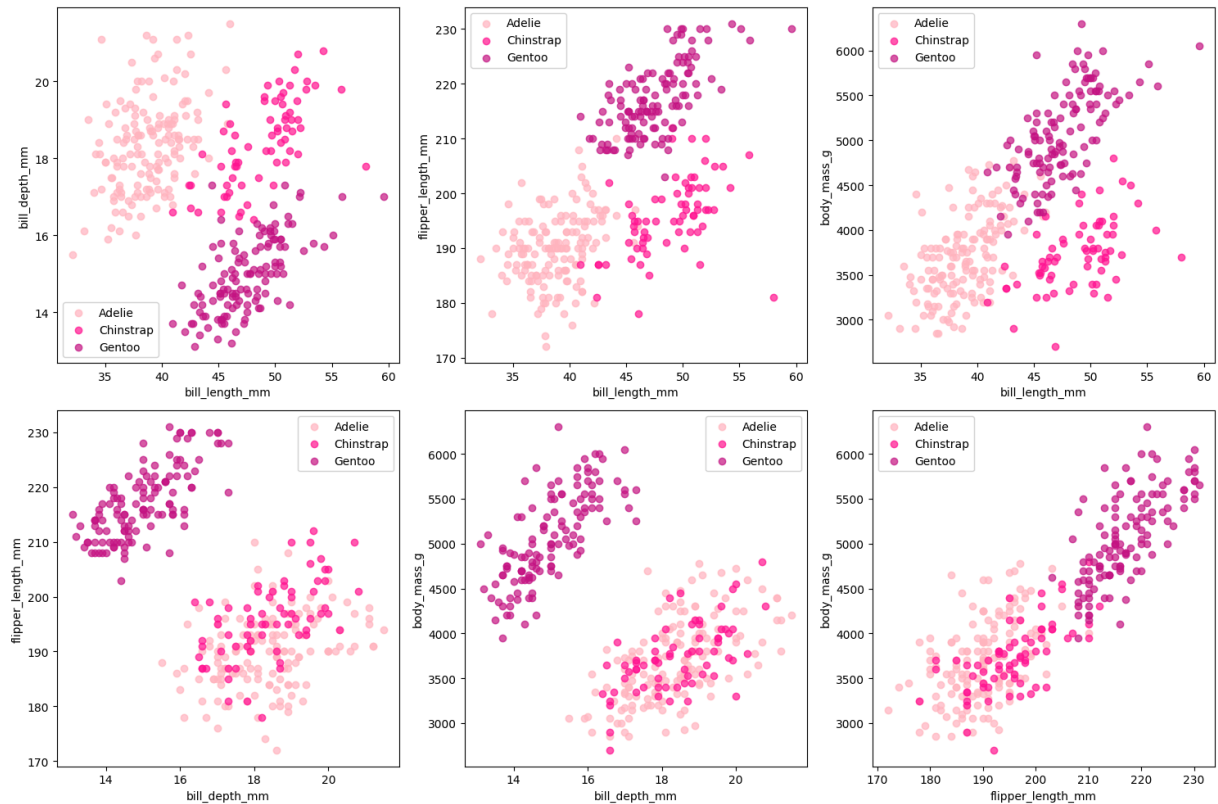 Adelie
Chinstrap
Gentoo
bill_depth_mm
20
18
16
14
35
40
45
50
55
60
bill_length_mm
Adelie
Chinstrap
Gentoo
flipper_length_mm
230
220
210
200
190
180
170
35
40
45
50
55
60
bill_length_mm
Adelie
Chinstrap
Gentoo
body_mass_g
6000
5500
5000
4500
4000
3500
3000
35
40
45
50
55
60
bill_length_mm
Adelie
Chinstrap
Gentoo
flipper_length_mm
230
220
210
200
190
180
170
14
16
18
20
bill_depth_mm
Adelie
Chinstrap
Gentoo
body_mass_g
6000
5500
5000
4500
4000
3500
3000
14
16
18
20
bill_depth_mm
Adelie
Chinstrap
Gentoo
body_mass_g
6000
5500
5000
4500
4000
3500
3000
170
180
190
200
210
220
230
flipper_length_mm